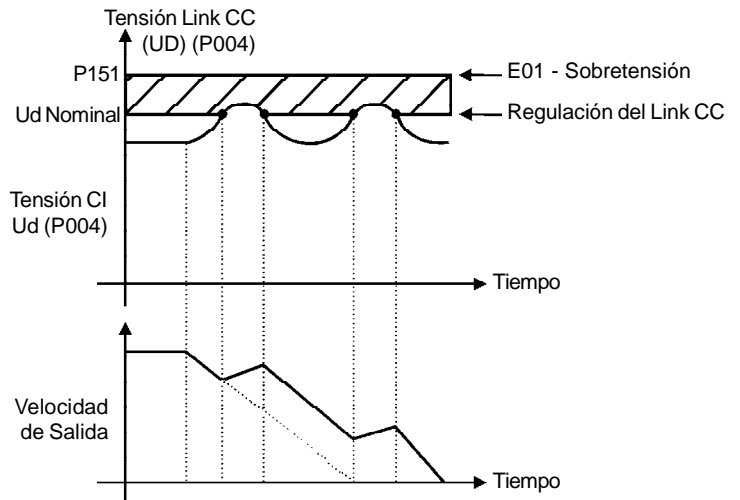 Tensión Link CC
(UD) (P004)
P151
E01 - Sobretensión
Ud Nominal
Regulación del Link CC
Tensión CI
Ud (P004)
Tiempo
Velocidad
de Salida
Tiempo